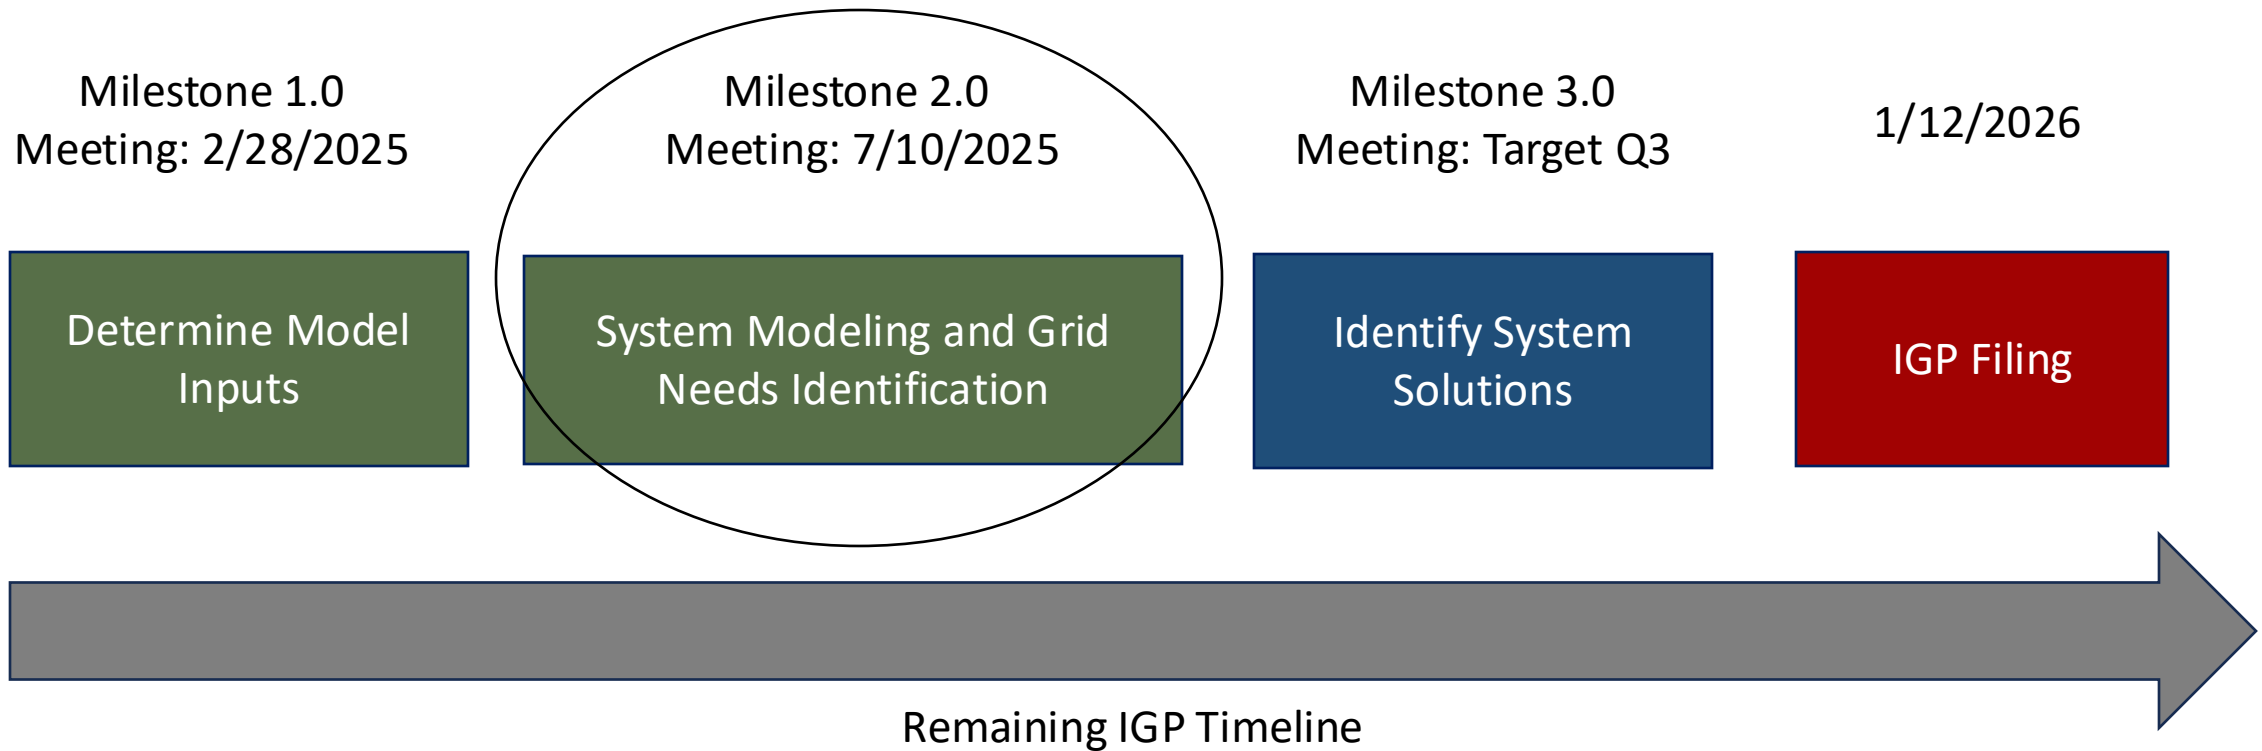 Milestone 1.0
Meeting: 2/28/2025
Milestone 2.0
Meeting: 7/10/2025
Milestone 3.0
Meeting: Target Q3
1/12/2026
Determine Model
Inputs
System Modeling and Grid
Needs Identification
Identify System
Solutions
IGP Filing
Remaining IGP Timeline